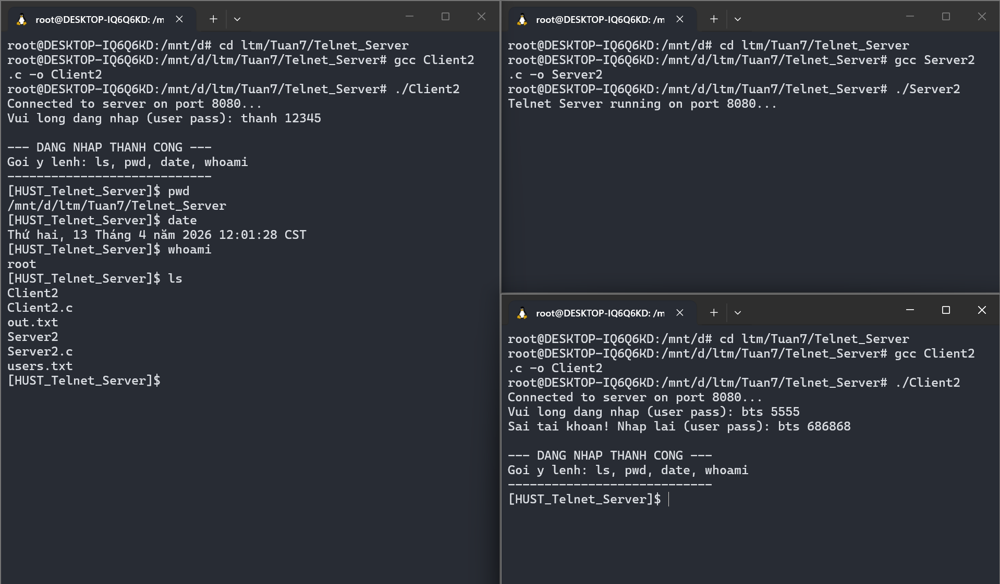 root@DESKTOP-IQ6Q6KD: /m
root@DESKTOP-IQ6Q6KD:/mnt/d# cd ltm/Tuan7/Telnet_Server
root@DESKTOP-IQ6Q6KD:/mnt/d/ltm/Tuan7/Telnet_Server# gcc Client2
.c -o Client2
root@DESKTOP-IQ6Q6KD:/mnt/d/ltm/Tuan7/Telnet_Server# ./Client2
Connected to server on port 8080...
Vui long dang nhap (user pass): thanh 12345

--- DANG NHAP THANH CONG ---
Goi y lenh: ls, pwd, date, whoami
----------------------------
[HUST_Telnet_Server]$ pwd
/mnt/d/ltm/Tuan7/Telnet_Server
[HUST_Telnet_Server]$ date
Thứ hai, 13 Tháng 4 năm 2026 12:01:28 CST
[HUST_Telnet_Server]$ whoami
root
[HUST_Telnet_Server]$ ls
Client2
Client2.c
out.txt
Server2
Server2.c
users.txt
[HUST_Telnet_Server]$
root@DESKTOP-IQ6Q6KD: /m
root@DESKTOP-IQ6Q6KD:/mnt/d# cd ltm/Tuan7/Telnet_Server
root@DESKTOP-IQ6Q6KD:/mnt/d/ltm/Tuan7/Telnet_Server# gcc Server2
.c -o Server2
root@DESKTOP-IQ6Q6KD:/mnt/d/ltm/Tuan7/Telnet_Server# ./Server2
Telnet Server running on port 8080...
root@DESKTOP-IQ6Q6KD: /m
root@DESKTOP-IQ6Q6KD:/mnt/d# cd ltm/Tuan7/Telnet_Server
root@DESKTOP-IQ6Q6KD:/mnt/d/ltm/Tuan7/Telnet_Server# gcc Client2
.c -o Client2
root@DESKTOP-IQ6Q6KD:/mnt/d/ltm/Tuan7/Telnet_Server# ./Client2
Connected to server on port 8080...
Vui long dang nhap (user pass): bts 5555
Sai tai khoan! Nhap lai (user pass): bts 686868

--- DANG NHAP THANH CONG ---
Goi y lenh: ls, pwd, date, whoami
----------------------------
[HUST_Telnet_Server]$